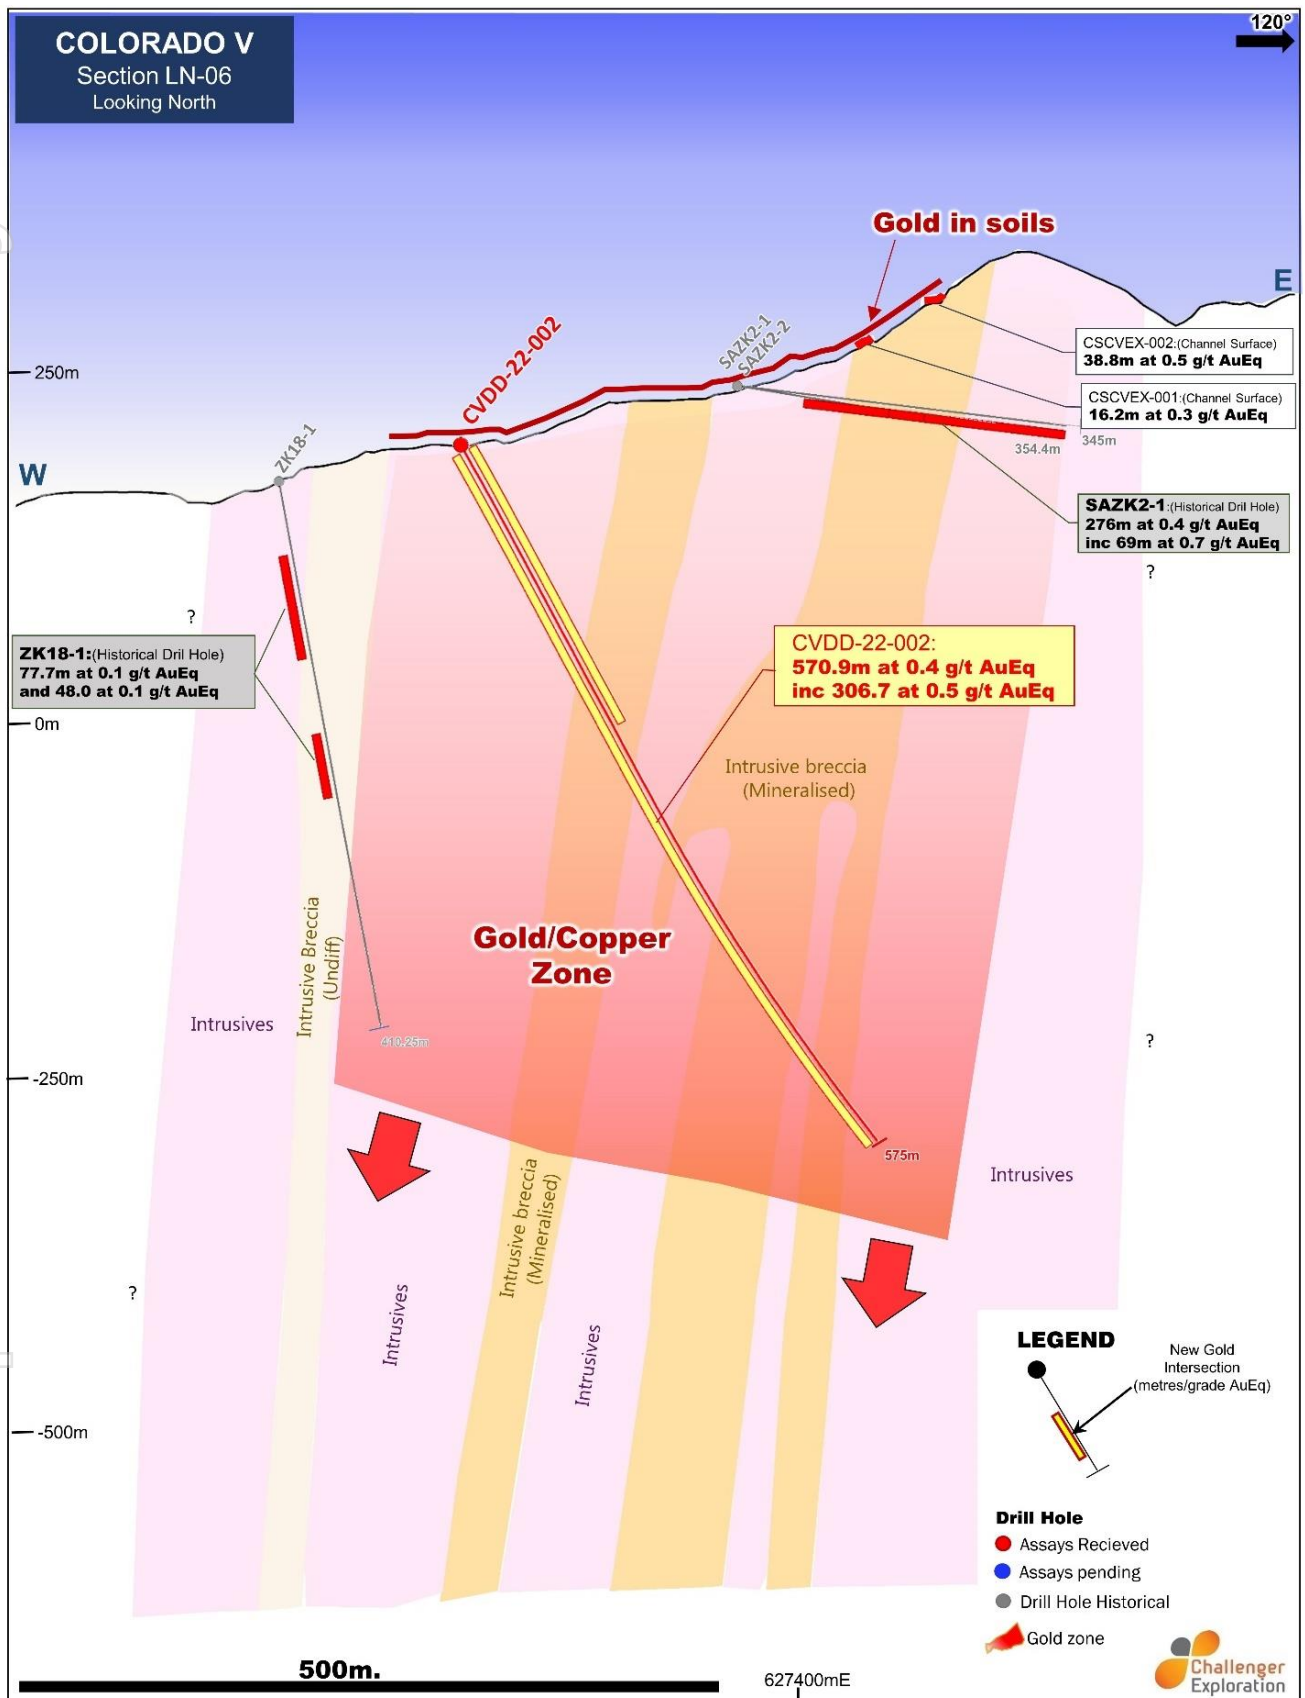 COLORADO V
Section LN-06
Looking North
120°
Gold in soils
E
SAZK2-1
SAZK2-2
CVDD-22-002
CSCVEX-002:(Channel Surface)
38.8m at 0.5 g/t AuEq
250m
CSCVEX-001:(Channel Surface)
16.2m at 0.3 g/t AuEq
ZK18-1
354.4m
345m
W
SAZK2-1:(Historical Drill Hole)
276m at 0.4 g/t AuEq
inc 69m at 0.7 g/t AuEq
?
?
ZK18-1:(Historical Drill Hole)
77.7m at 0.1 g/t AuEq
and 48.0 at 0.1 g/t AuEq
CVDD-22-002:
570.9m at 0.4 g/t AuEq
inc 306.7 at 0.5 g/t AuEq
0m
Intrusive breccia
(Mineralised)
Gold/Copper
Zone
Intrusive Breccia
(Undiff)
Intrusives
410.25m
?
-250m
575m
Intrusives
Intrusive breccia
(Mineralised)
?
Intrusives
Intrusives
LEGEND
New Gold
Intersection
(metres/grade AuEq)
-500m
Drill Hole
Assays Recieved
Assays pending
Drill Hole Historical
Gold zone
500m.
627400mE
Challenger
Exploration